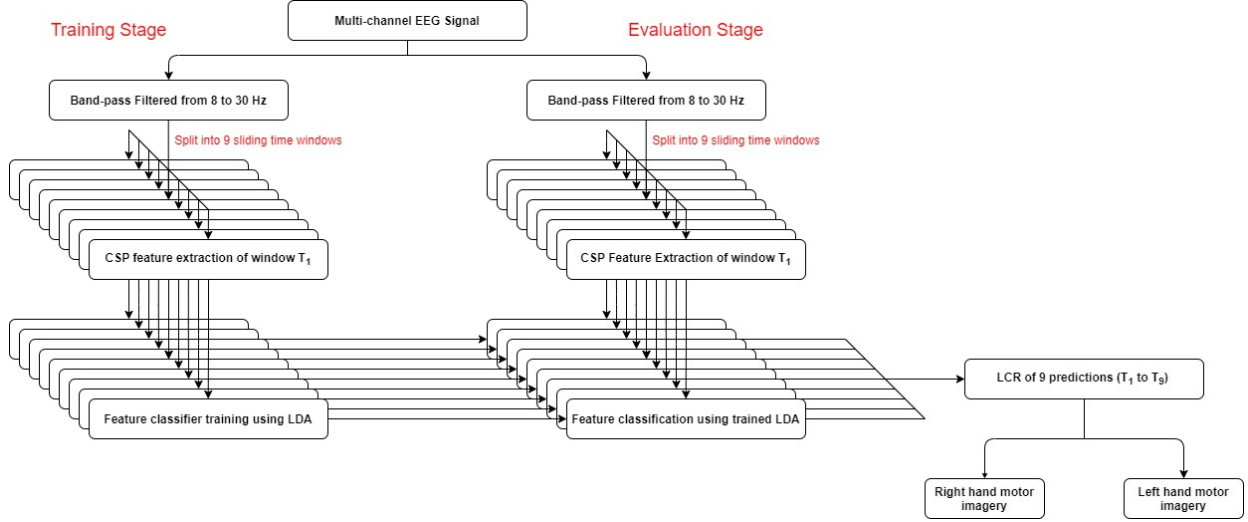 Multi-channel EEG Signal
Training Stage
Evaluation Stage
Band-pass Filtered from 8 to 30 Hz
Band-pass Filtered from 8 to 30 Hz
Split into 9 sliding time windows
Split into 9 sliding time windows
CSP feature extraction of window T₁
CSP Feature Extraction of window T₁
Feature classifier training using LDA
Feature classification using trained LDA
LCR of 9 predictions (T₁ to T₉)
Right hand motor
imagery
Left hand motor
imagery